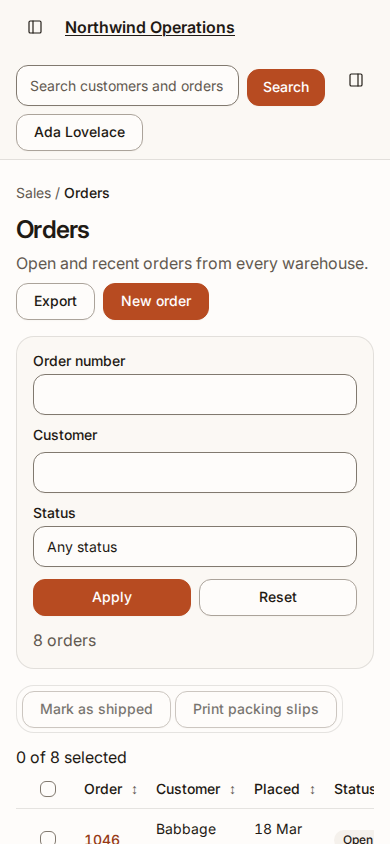 Northwind Operations
Search customers and orders
Search
Ada Lovelace
Sales / Orders
Orders
Open and recent orders from every warehouse.
Export
New order
Order number
Customer
Status
Any status
Apply
Reset
8 orders
Mark as shipped
Print packing slips
0 of 8 selected
Order ↕ Customer ↕ Placed ↕ Status
Babbage 18 Mar
1046 Open